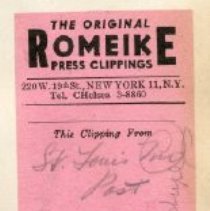 THE ORIGINAL
ROMEIKE
PRESS CLIPPINGS
220 W. 19th St., NEW YORK 11, N.Y.
Tel. CHelsea 3-8860
This Clipping From
St. Louis
Post